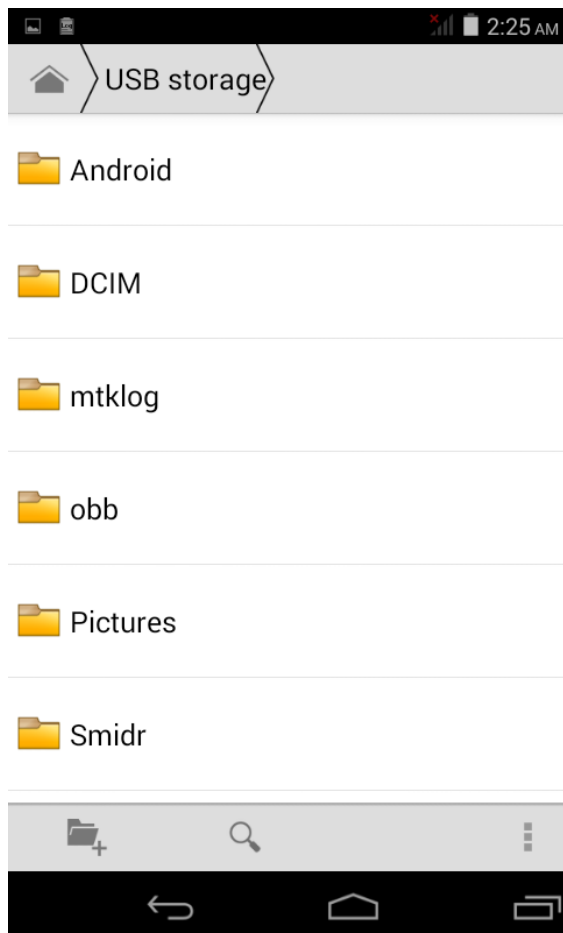 2:25 AM
USB storage
Android
DCIM
mtklog
obb
Pictures
Smidr